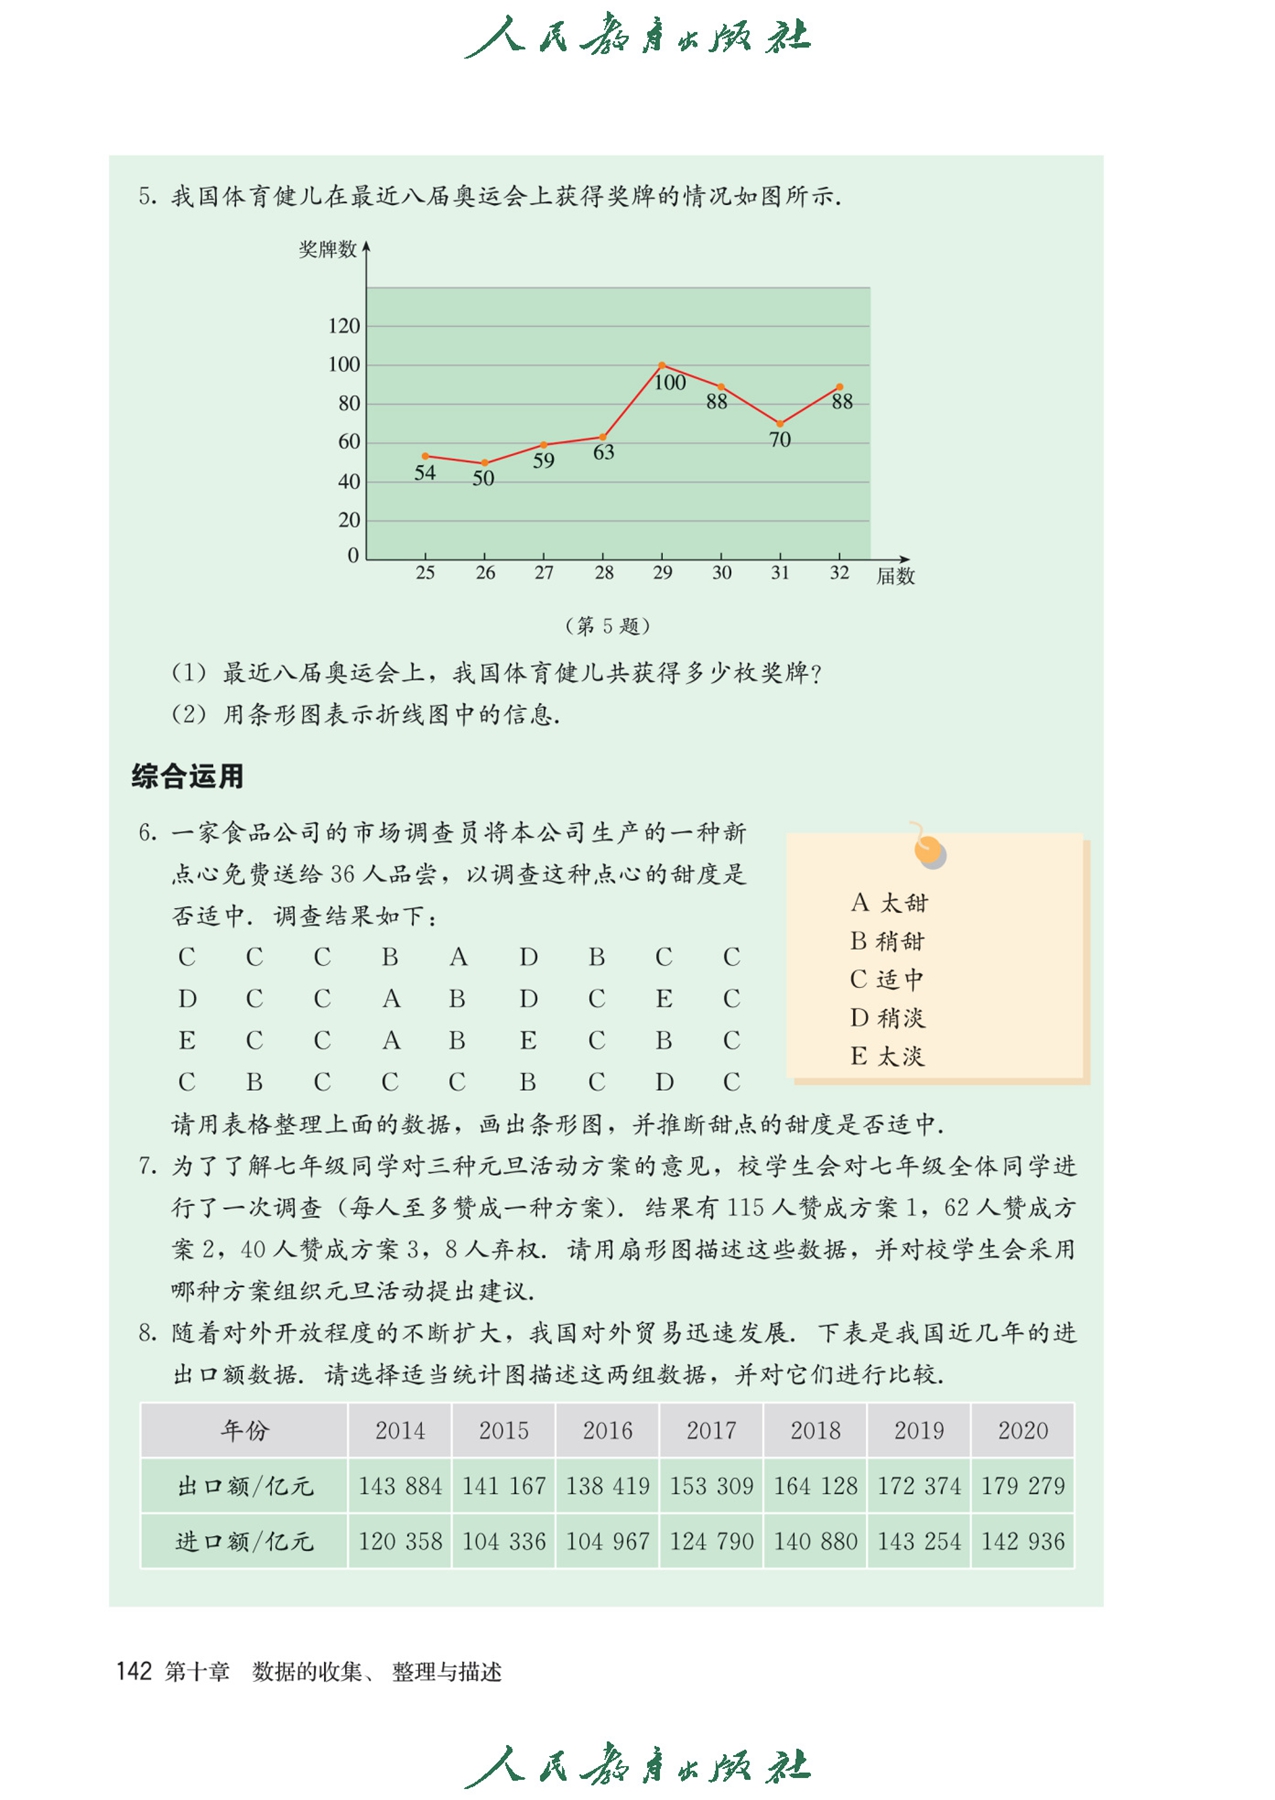 人民教育出版社
5. 我国体育健儿在最近八届奥运会上获得奖牌的情况如图所示.
奖牌数
120
100
80
60
40
20
0
54
50
59
63
100
88
70
88
25 26 27 28 29 30 31 32 届数
（第 5 题）
（1）最近八届奥运会上，我国体育健儿共获得多少枚奖牌?
（2）用条形图表示折线图中的信息.
综合运用
6. 一家食品公司的市场调查员将本公司生产的一种新
点心免费送给 36 人品尝，以调查这种点心的甜度是
否适中. 调查结果如下：
C C C B A D B C C
D C C A B D C E C
E C C A B E C B C
C B C C C B C D C
A 太甜
B 稍甜
C 适中
D 稍淡
E 太淡
请用表格整理上面的数据，画出条形图，并推断甜点的甜度是否适中.
7. 为了了解七年级同学对三种元旦活动方案的意见，校学生会对七年级全体同学进
行了一次调查（每人至多赞成一种方案）. 结果有 115 人赞成方案 1，62 人赞成方
案 2，40 人赞成方案 3，8 人弃权. 请用扇形图描述这些数据，并对校学生会采用
哪种方案组织元旦活动提出建议.
8. 随着对外开放程度的不断扩大，我国对外贸易迅速发展. 下表是我国近几年的进
出口额数据. 请选择适当统计图描述这两组数据，并对它们进行比较.
年份 2014 2015 2016 2017 2018 2019 2020
出口额/亿元 143 884 141 167 138 419 153 309 164 128 172 374 179 279
进口额/亿元 120 358 104 336 104 967 124 790 140 880 143 254 142 936
142 第十章 数据的收集、整理与描述
人民教育出版社